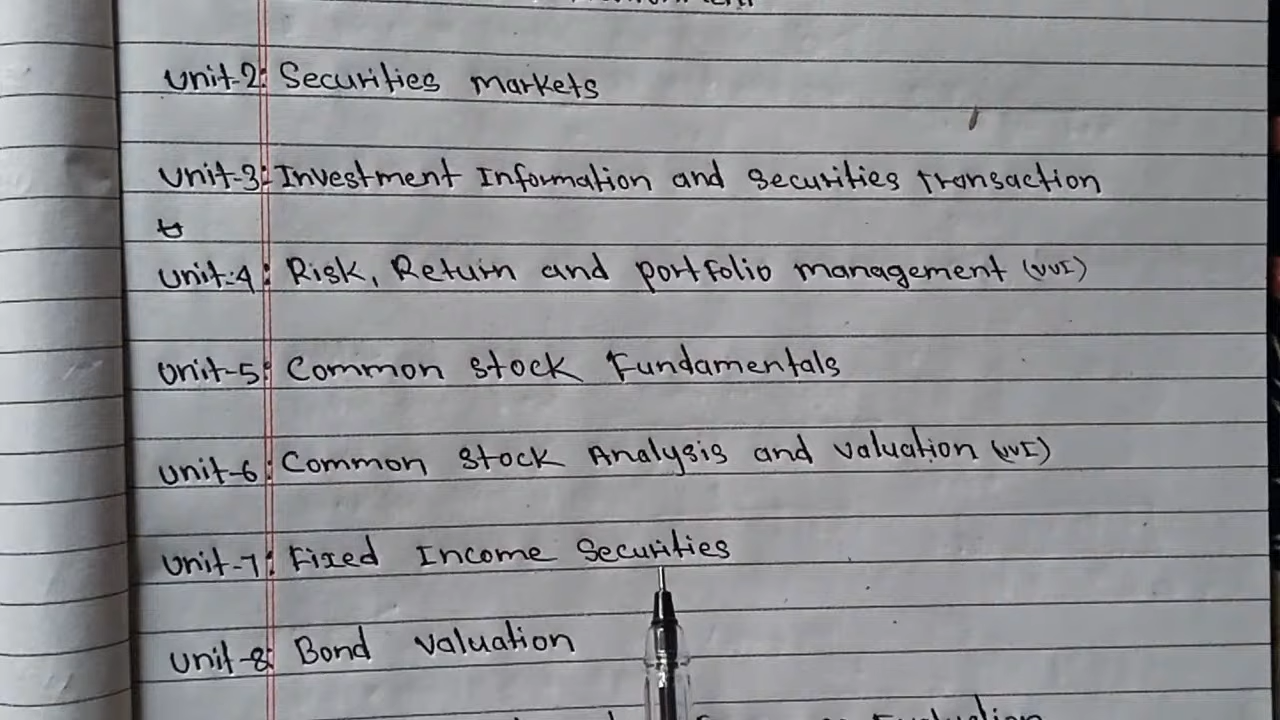 Unit-2: Securities Markets
Unit-3: Investment Information and Securities transaction
Unit-4: Risk, Return and portfolio management (VVI)
Unit-5: Common Stock Fundamentals
Unit-6: Common Stock Analysis and Valuation (VVI)
Unit-7: Fixed Income Securities
Unit-8: Bond Valuation
Evaluation